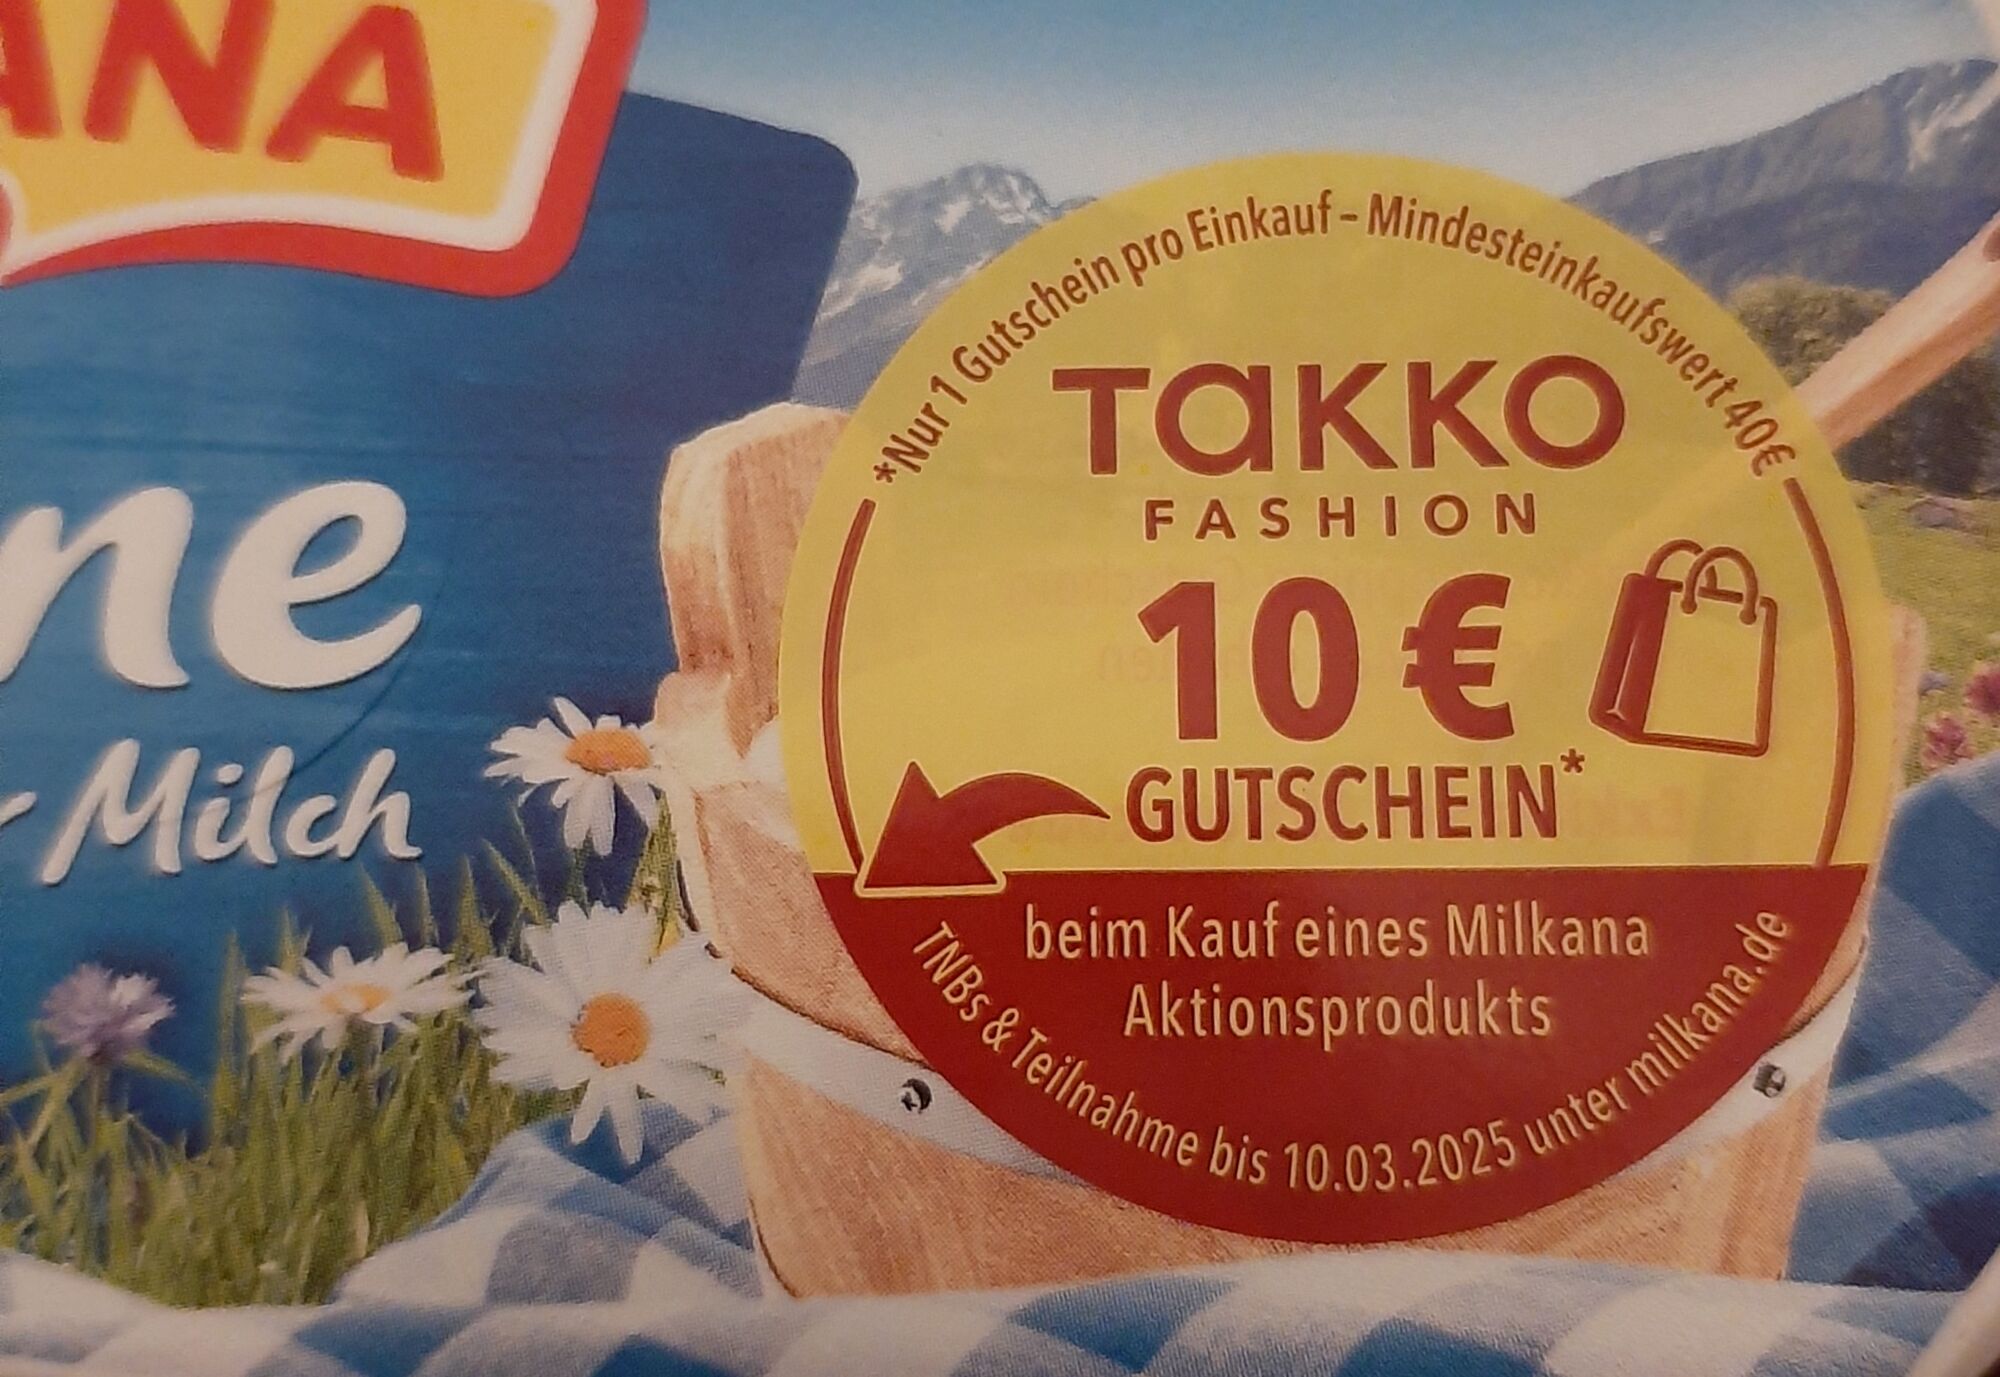 ANA
ne
Milch
*Nur 1 Gutschein pro Einkauf – Mindesteinkaufswert 40€
TAKKO
FASHION
10 €
GUTSCHEIN*
beim Kauf eines Milkana
Aktionsprodukts
TNBs & Teilnahme bis 10.03.2025 unter milkana.de